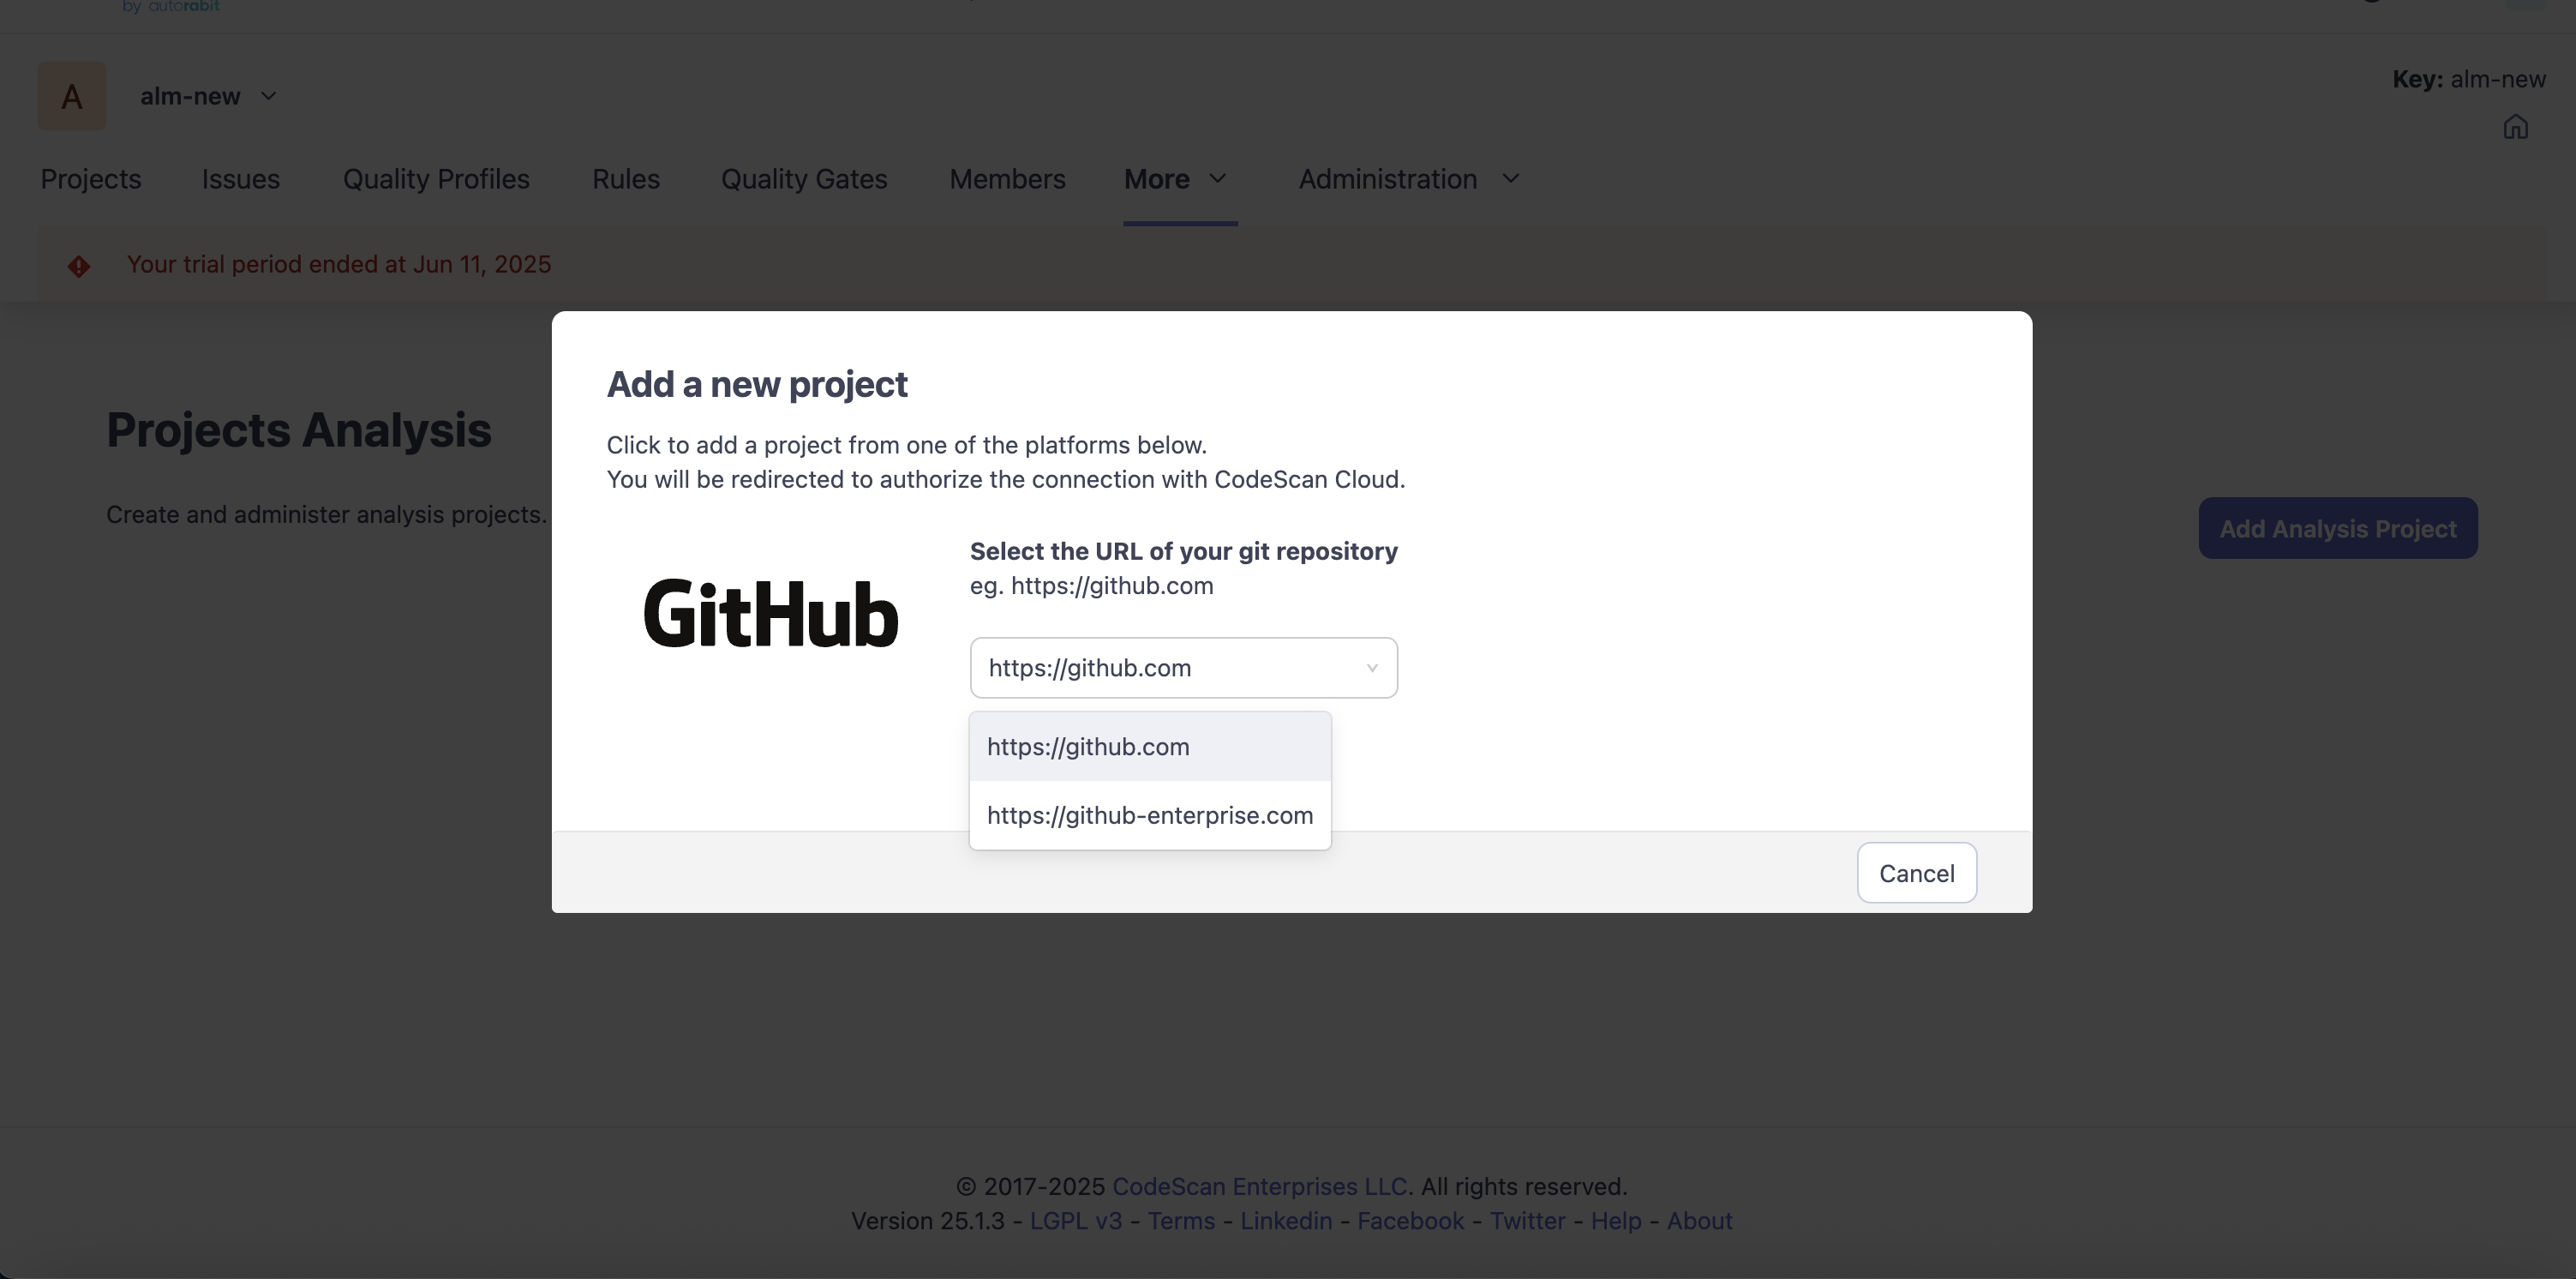 by autorabit
A
alm-new
Key: alm-new
Projects Issues Quality Profiles Rules Quality Gates Members More Administration
Your trial period ended at Jun 11, 2025
Add a new project
Click to add a project from one of the platforms below.
You will be redirected to authorize the connection with CodeScan Cloud.
Projects Analysis
Create and administer analysis projects.
Add Analysis Project
GitHub
Select the URL of your git repository
eg. https://github.com
https://github.com
https://github.com
https://github-enterprise.com
Cancel
© 2017-2025 CodeScan Enterprises LLC. All rights reserved.
Version 25.1.3 - LGPL v3 - Terms - Linkedin - Facebook - Twitter - Help - About